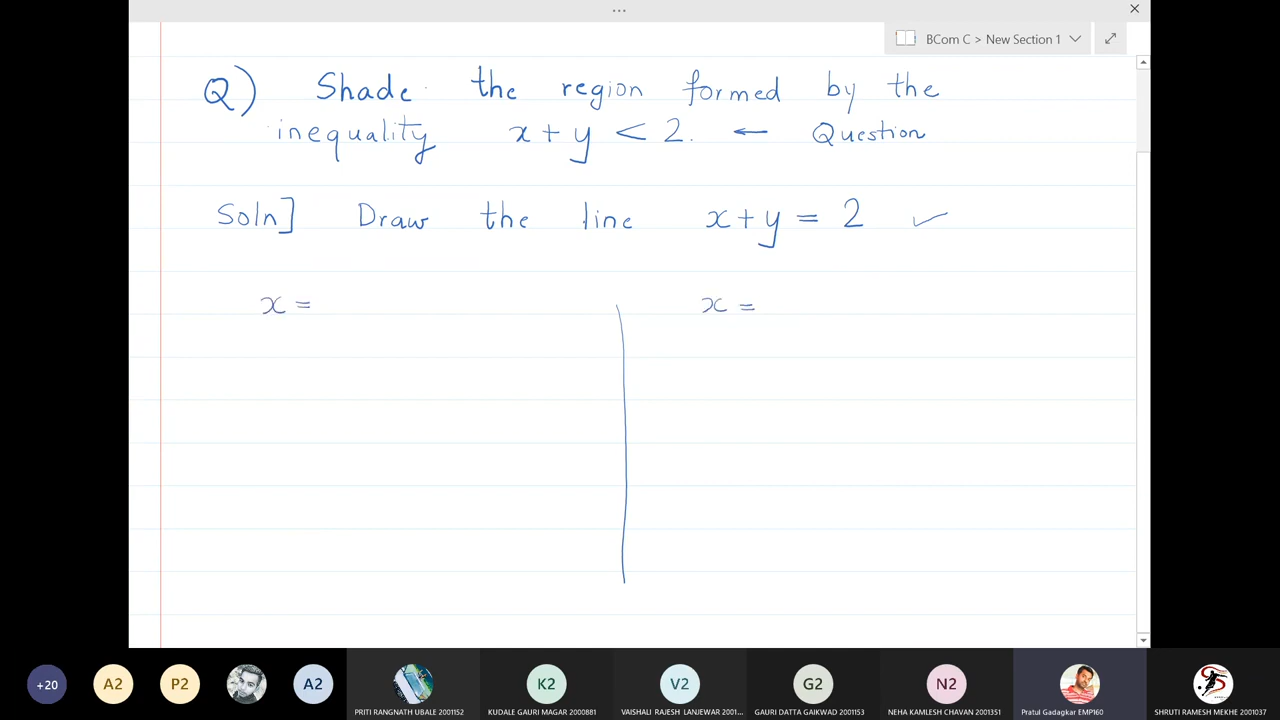 BCom C > New Section 1
Q) Shade the region formed by the
inequality x + y < 2. ← Question
Soln] Draw the line x + y = 2 ✓
x = x =
+20 A2 P2 A2 K2 V2 G2 N2
PRITI RANGNATH UBALE 2001152 KUDALE GAURI MAGAR 2000881 VAISHALI RAJESH LANJEWAR 2001... GAURI DATTA GAIKWAD 2001153 NEHA KAMLESH CHAVAN 2001351 Pratul Gadagkar EMP160 SHRUTI RAMESH MEKHE 2001037